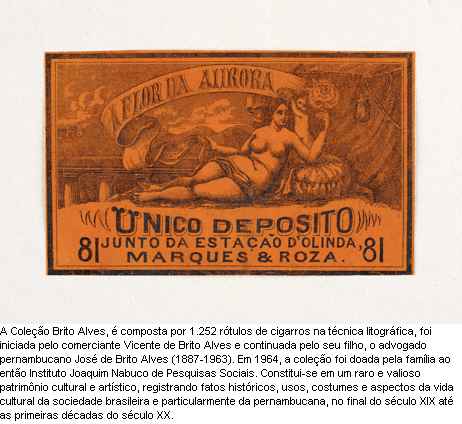 A FLOR DA AURORA
ÚNICO DEPOSITO
81 JUNTO DA ESTAÇÃO D'OLINDA, 81
MARQUES & ROZA.
A Coleção Brito Alves, é composta por 1.252 rótulos de cigarros na técnica litográfica, foi
iniciada pelo comerciante Vicente de Brito Alves e continuada pelo seu filho, o advogado
pernambucano José de Brito Alves (1887-1963). Em 1964, a coleção foi doada pela família ao
então Instituto Joaquim Nabuco de Pesquisas Sociais. Constitui-se em um raro e valioso
patrimônio cultural e artístico, registrando fatos históricos, usos, costumes e aspectos da vida
cultural da sociedade brasileira e particularmente da pernambucana, no final do século XIX até
as primeiras décadas do século XX.